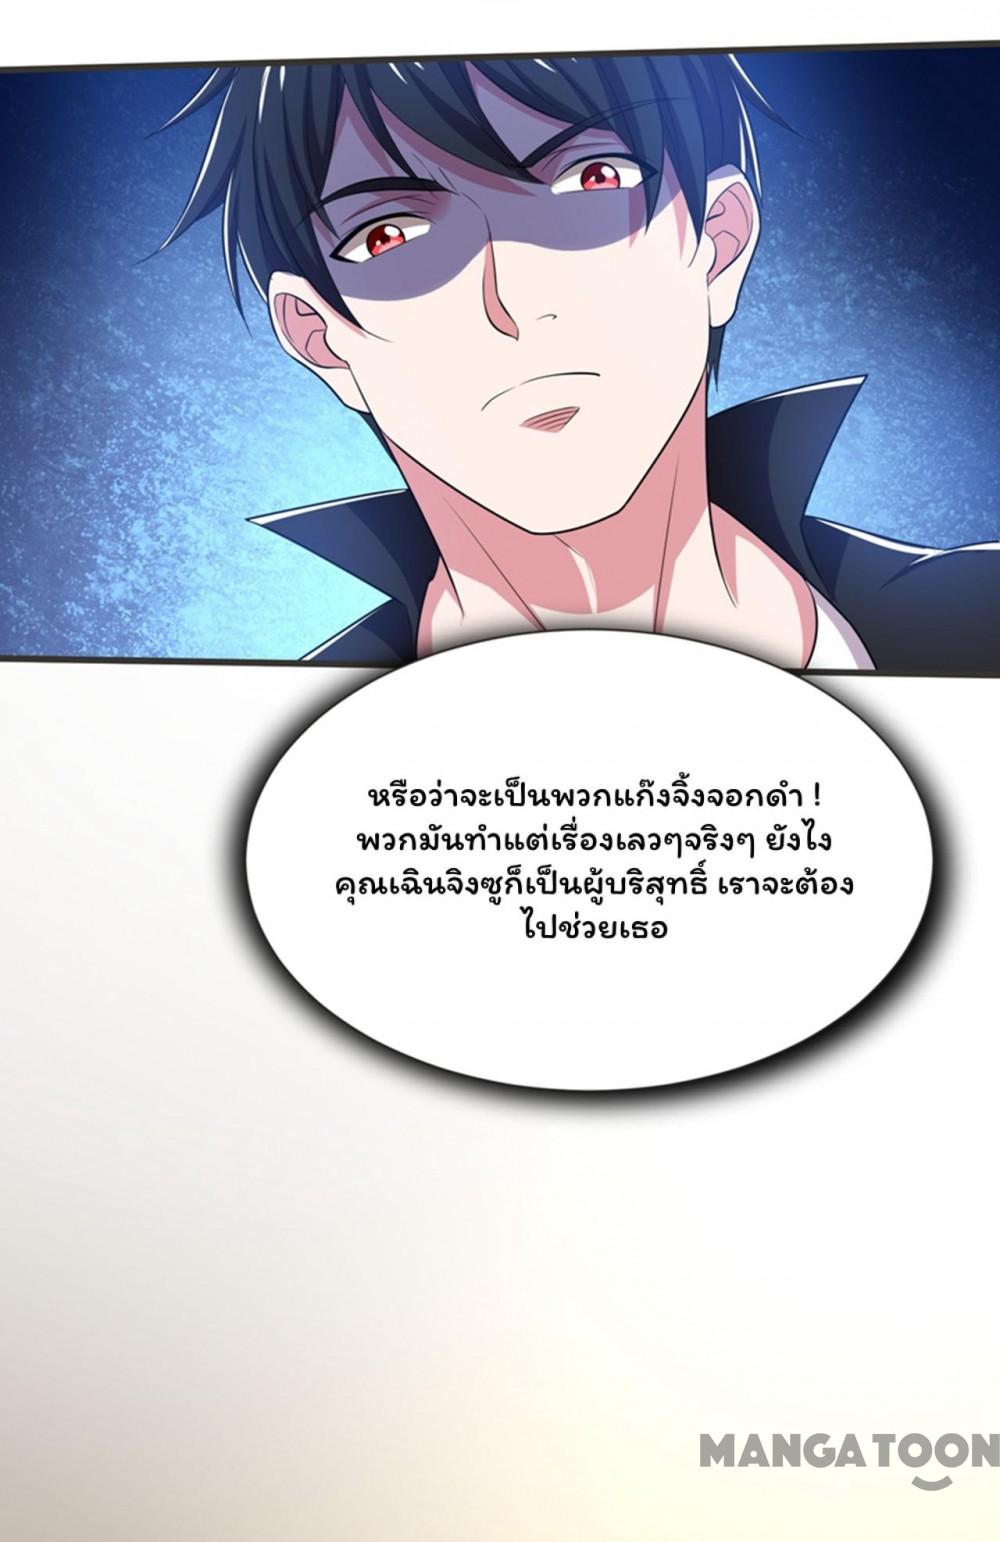 หรือว่าจะเป็นพวกแก๊งจิ้งจอกดำ !
พวกมันทำแต่เรื่องเลวๆจริงๆ ยังไง
คุณเฉินจิงซูก็เป็นผู้บริสุทธิ์ เราจะต้อง
ไปช่วยเธอ
MANGATOON